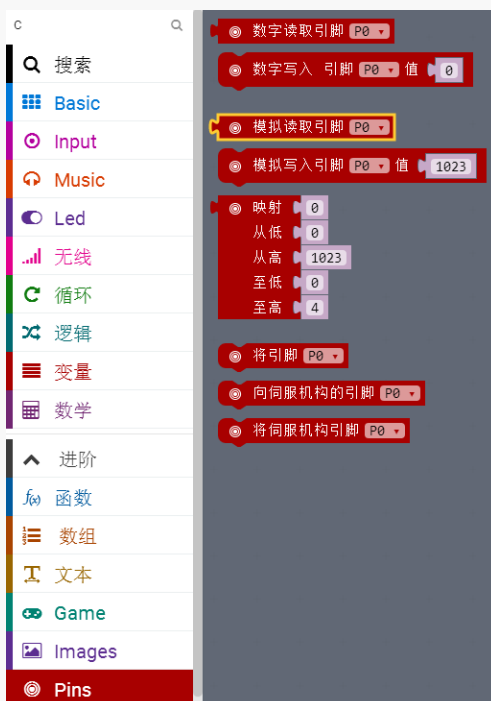 c
搜索
Basic
Input
Music
Led
无线
循环
逻辑
变量
数学
进阶
f(x) 函数
数组
T 文本
Game
Images
Pins
数字读取引脚 P0
数字写入 引脚 P0 值 0
模拟读取引脚 P0
模拟写入引脚 P0 值 1023
映射 0
从低 0
从高 1023
至低 0
至高 4
将引脚 P0
向伺服机构的引脚 P0
将伺服机构引脚 P0